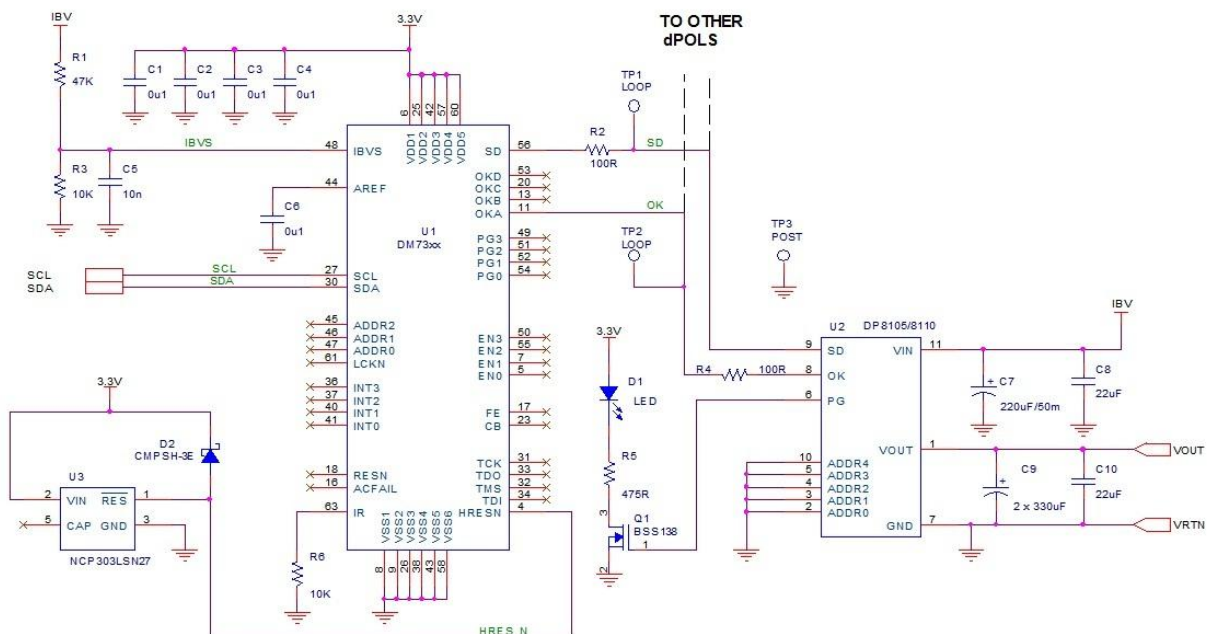 IBV
3.3V
TO OTHER
dPOLS
R1
47K
C1
0u1
C2
0u1
C3
0u1
C4
0u1
6
25
42
57
60
VDD1
VDD2
VDD3
VDD4
VDD5
TP1
LOOP
IBVS
48
IBVS
SD
56
R2
100R
SD
R3
10K
C5
10n
44
AREF
C6
0u1
OKD
53
OKC
20
OKB
13
OKA
11
OK
U1
DM73xx
PG3
49
PG2
51
PG1
52
PG0
54
TP2
LOOP
TP3
POST
SCL
SCL
27
SCL
SDA
SDA
30
SDA
45
ADDR2
46
ADDR1
47
ADDR0
61
LCKN
EN3
50
EN2
55
EN1
7
EN0
5
36
INT3
37
INT2
40
INT1
41
INT0
FE
17
CB
23
18
RESN
16
ACFAIL
TCK
31
TDO
33
TMS
32
TDI
34
63
IR
HRESN
4
VSS1
VSS2
VSS3
VSS4
VSS5
VSS6
8
9
26
38
43
58
R6
10K
3.3V
D2
CMPSH-3E
U3
2
VIN
RES
1
5
CAP
GND
3
NCP303LSN27
HRES_N
3.3V
D1
LED
R5
475R
3
Q1
BSS138
1
2
R4
100R
U2
DP8105/8110
9
SD
VIN
11
IBV
8
OK
6
PG
C7
220uF/50m
C8
22uF
VOUT
1
VOUT
10
ADDR4
5
ADDR3
4
ADDR2
3
ADDR1
2
ADDR0
C9
2 x 330uF
C10
22uF
GND
7
VRTN